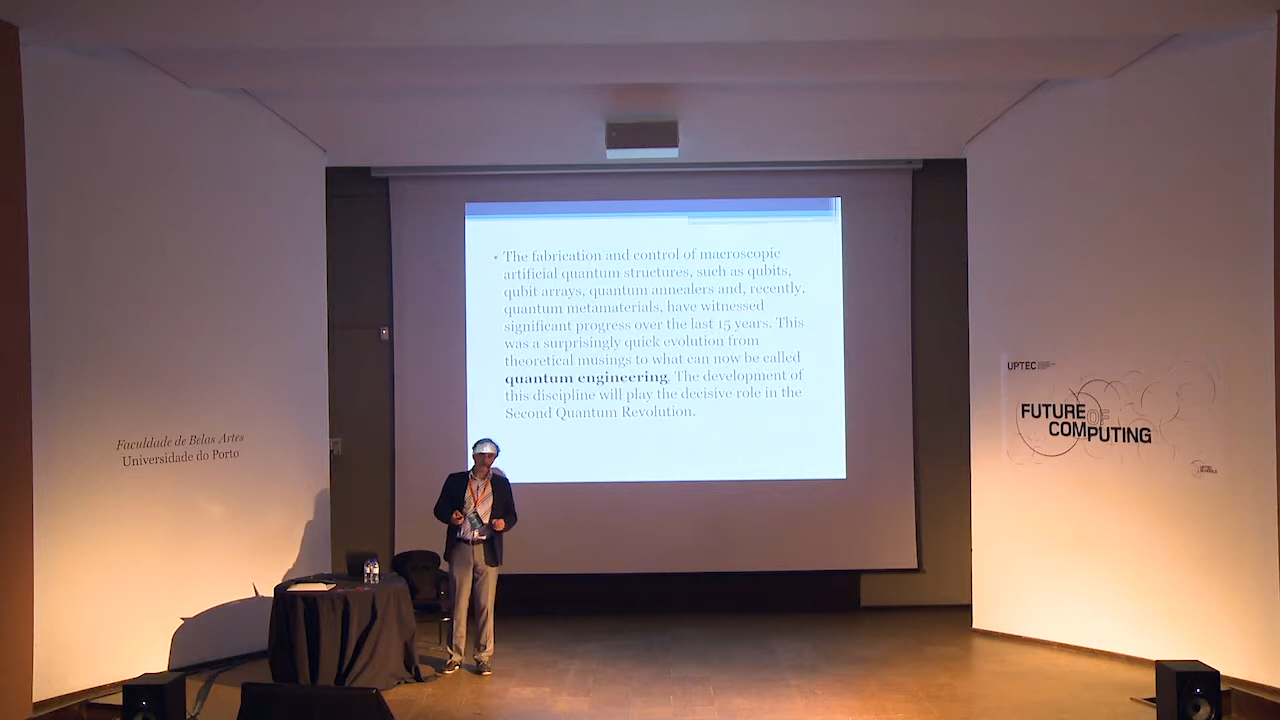 • The fabrication and control of macroscopic
artificial quantum structures, such as qubits,
qubit arrays, quantum annealers and, recently,
quantum metamaterials, have witnessed
significant progress over the last 15 years. This
was a surprisingly quick evolution from
theoretical musings to what can now be called
quantum engineering. The development of
this discipline will play the decisive role in the
Second Quantum Revolution.
Faculdade de Belas Artes
Universidade do Porto
UPTEC
FUTURE OF
COMPUTING